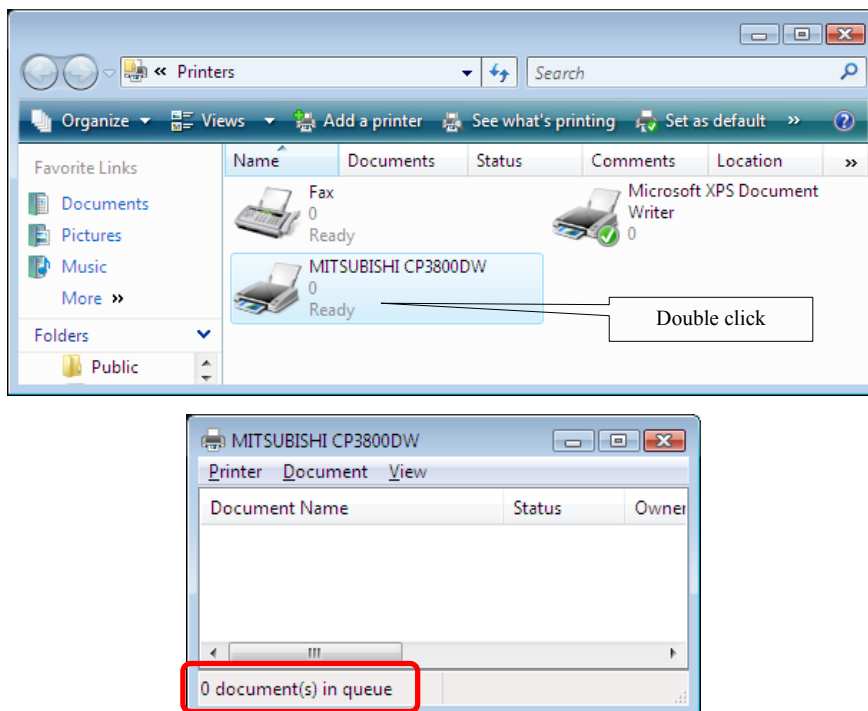 « Printers
Search
Organize Views Add a printer See what's printing Set as default »
Favorite Links
Name Documents Status Comments Location »
Documents
Pictures
Music
More »
Folders
Public
Fax
0
Ready
Microsoft XPS Document
Writer
0
MITSUBISHI CP3800DW
0
Ready
Double click
MITSUBISHI CP3800DW
Printer Document View
Document Name Status Owner
0 document(s) in queue